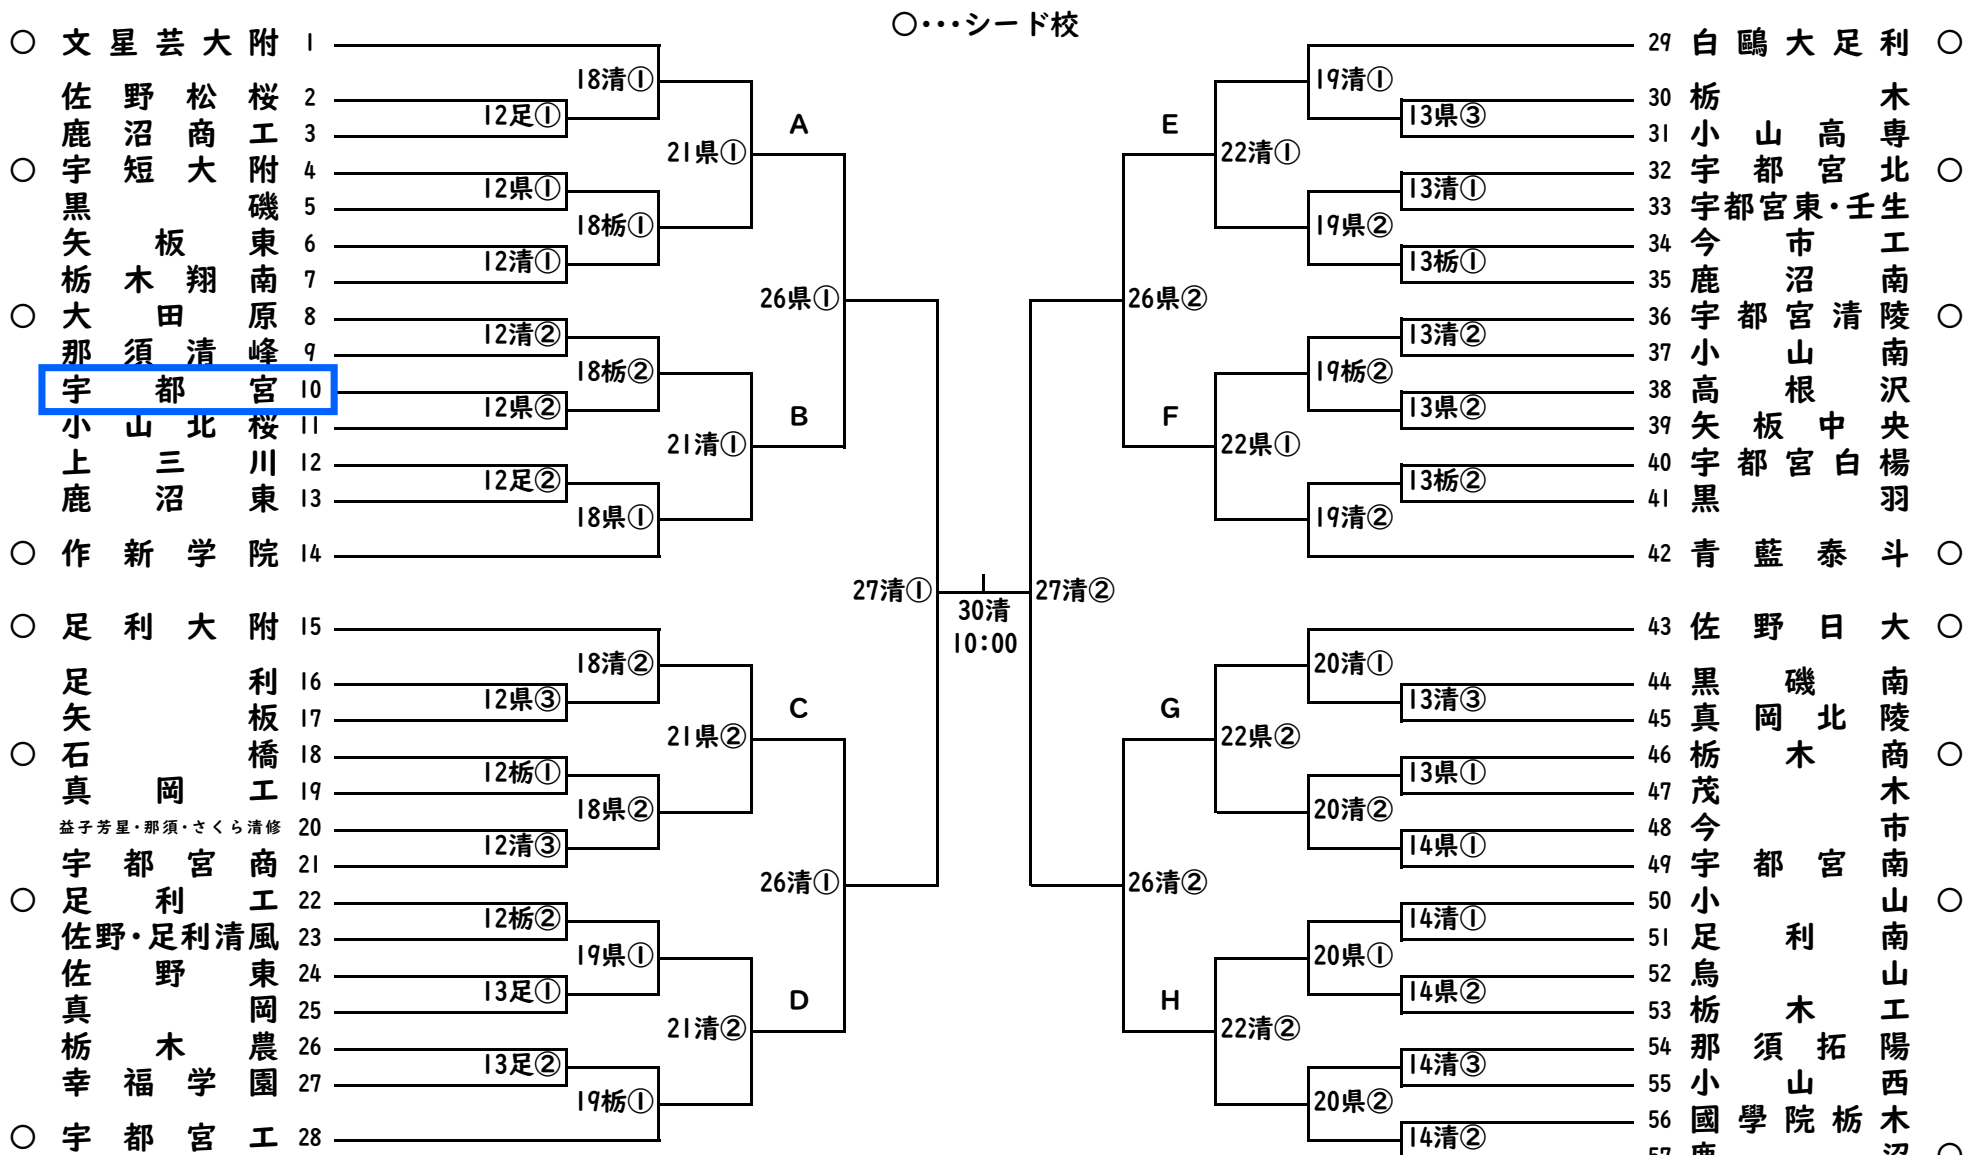 ○・・・シード校
○ 文星芸大附 1
佐野松桜 2
鹿沼商工 3
○ 宇短大附 4
黒磯 5
矢板東 6
栃木翔南 7
○ 大田原 8
那須清峰 9
宇都宮 10
小山北桜 11
上三川 12
鹿沼東 13
○ 作新学院 14
○ 足利大附 15
足利 16
矢板 17
○ 石橋 18
真岡工 19
益子芳星・那須・さくら清修 20
宇都宮商 21
○ 足利工 22
佐野・足利清風 23
佐野東 24
真岡 25
栃木農 26
幸福学園 27
○ 宇都宮工 28
12足①
12県①
12清①
12清②
12県②
12足②
12県③
12栃①
12清③
12栃②
13足①
13足②
18清①
18栃①
18栃②
18県①
18清②
18県②
19県①
19栃①
21県①
21清①
21県②
21清②
A
B
C
D
26県①
26清①
27清①
30清
10:00
27清②
26県②
26清②
E
F
G
H
22清①
22県①
22県②
22清②
19清①
19県②
19栃②
19清②
20清①
20清②
20県①
20県②
13県③
13清①
13栃①
13清②
13県②
13栃②
13清③
13県①
14県①
14清①
14県②
14清③
14清②
29 白鷗大足利 ○
30 栃木
31 小山高専
32 宇都宮北 ○
33 宇都宮東・壬生
34 今市工
35 鹿沼南
36 宇都宮清陵 ○
37 小山南
38 高根沢
39 矢板中央
40 宇都宮白楊
41 黒羽
42 青藍泰斗 ○
43 佐野日大 ○
44 黒磯南
45 真岡北陵
46 栃木商 ○
47 茂木
48 今市
49 宇都宮南
50 小山 ○
51 足利南
52 烏山
53 栃木工
54 那須拓陽
55 小山西
56 國學院栃木
57 鹿沼 ○